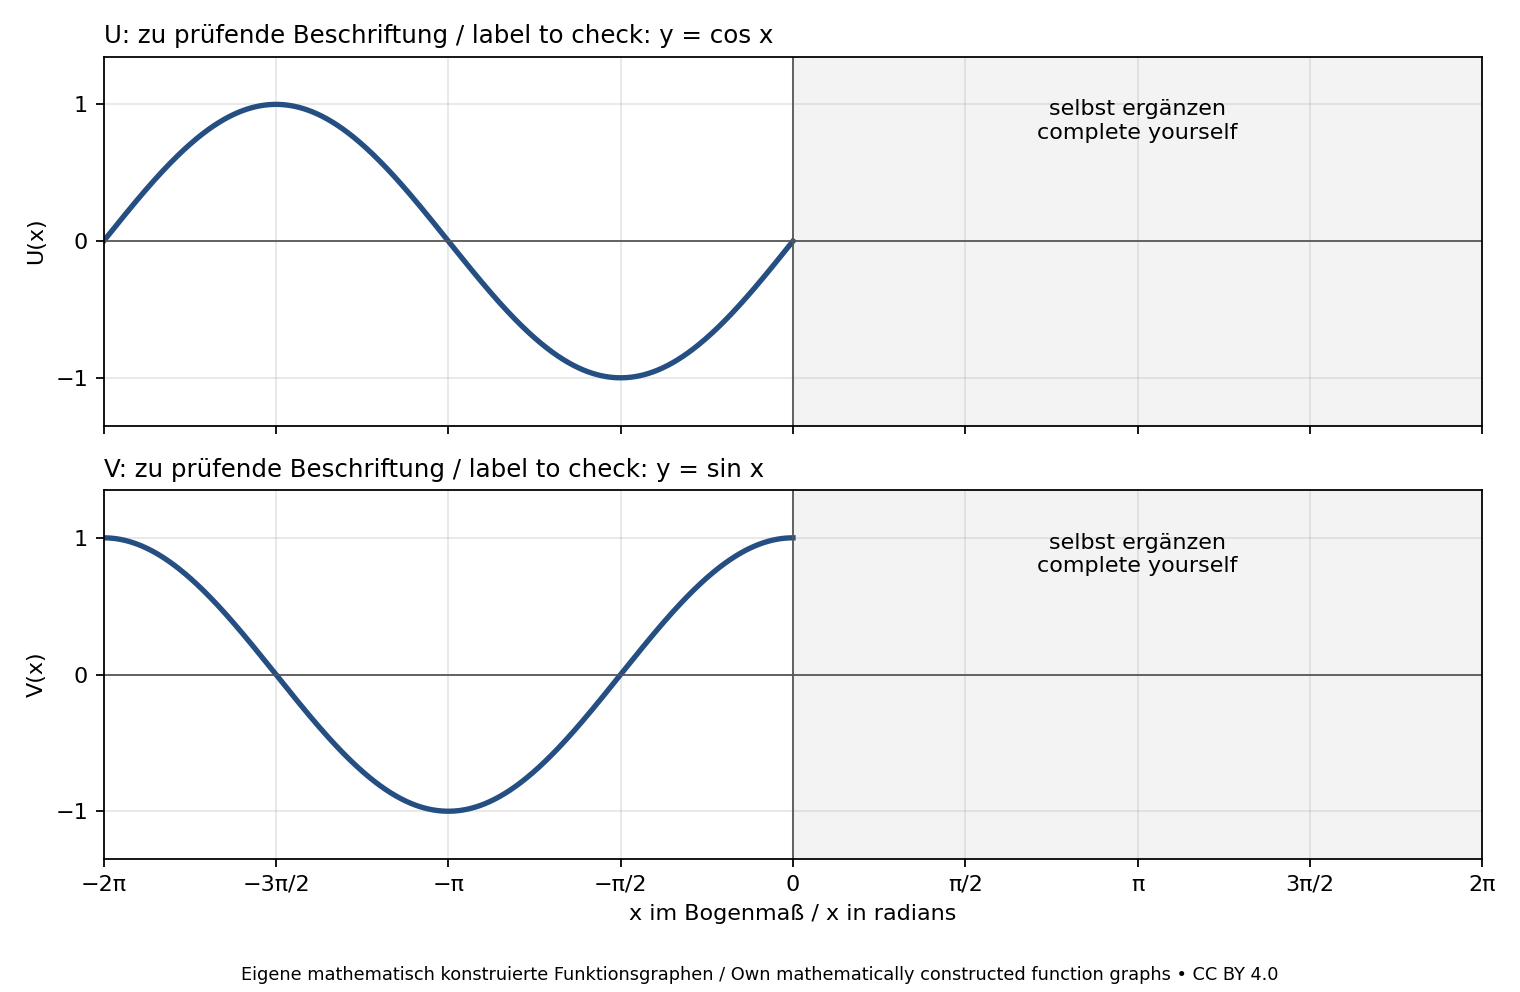 U: zu prüfende Beschriftung / label to check: y = cos x
1
0
−1
U(x)
selbst ergänzen
complete yourself
V: zu prüfende Beschriftung / label to check: y = sin x
1
0
−1
V(x)
selbst ergänzen
complete yourself
−2π −3π/2 −π −π/2 0 π/2 π 3π/2 2π
x im Bogenmaß / x in radians
Eigene mathematisch konstruierte Funktionsgraphen / Own mathematically constructed function graphs • CC BY 4.0